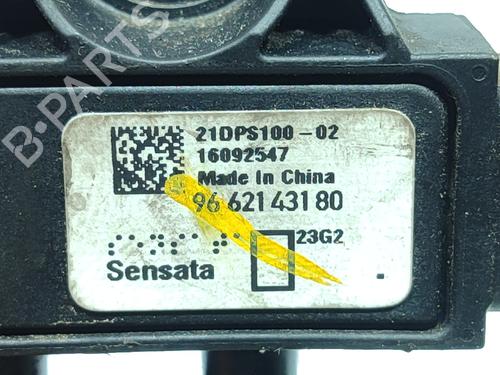 B-PARTS
21DPS100-02
16092547
Made in China
96 621 431 80
23G2
Sensata